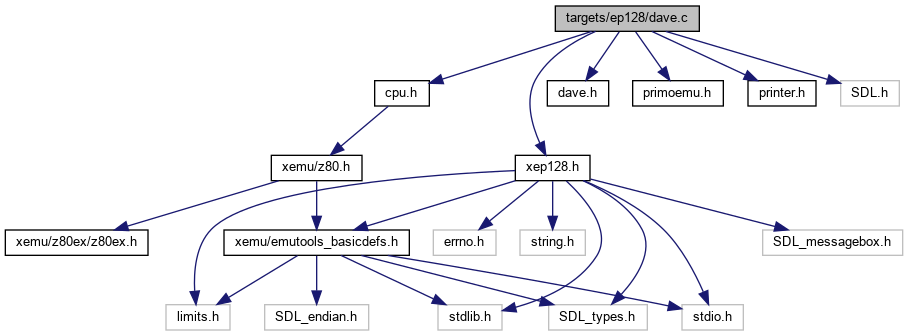 targets/ep128/dave.c
cpu.h
dave.h
primoemu.h
printer.h
SDL.h
xemu/z80.h
xep128.h
xemu/z80ex/z80ex.h
xemu/emutools_basicdefs.h
errno.h
string.h
SDL_messagebox.h
limits.h
SDL_endian.h
stdlib.h
SDL_types.h
stdio.h